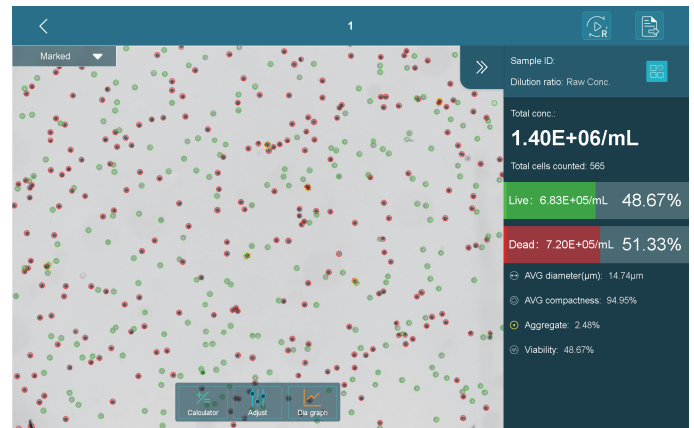 1
R
Marked
Sample ID:
Dilution ratio: Raw Conc.
Total conc.:
1.40E+06/mL
Total cells counted: 565
Live: 6.83E+05/mL 48.67%
Dead: 7.20E+05/mL 51.33%
AVG diameter(μm): 14.74μm
AVG compactness: 94.95%
Aggregate: 2.48%
Viability: 48.67%
Calculator Adjust Dia graph